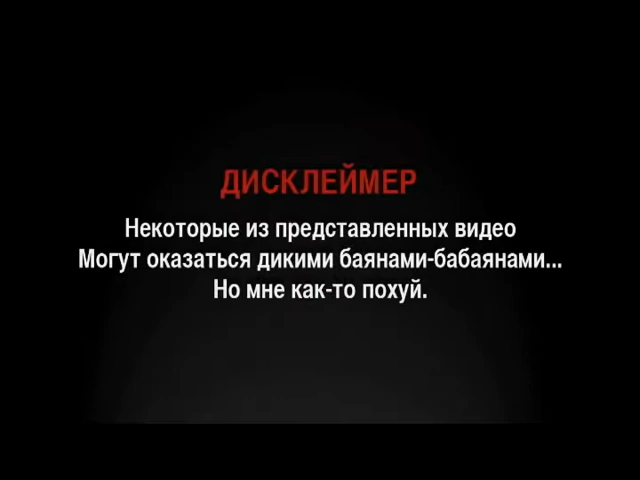 ДИСКЛЕЙМЕР
Некоторые из представленных видео
Могут оказаться дикими баянами-бабаянами...
Но мне как-то похуй.